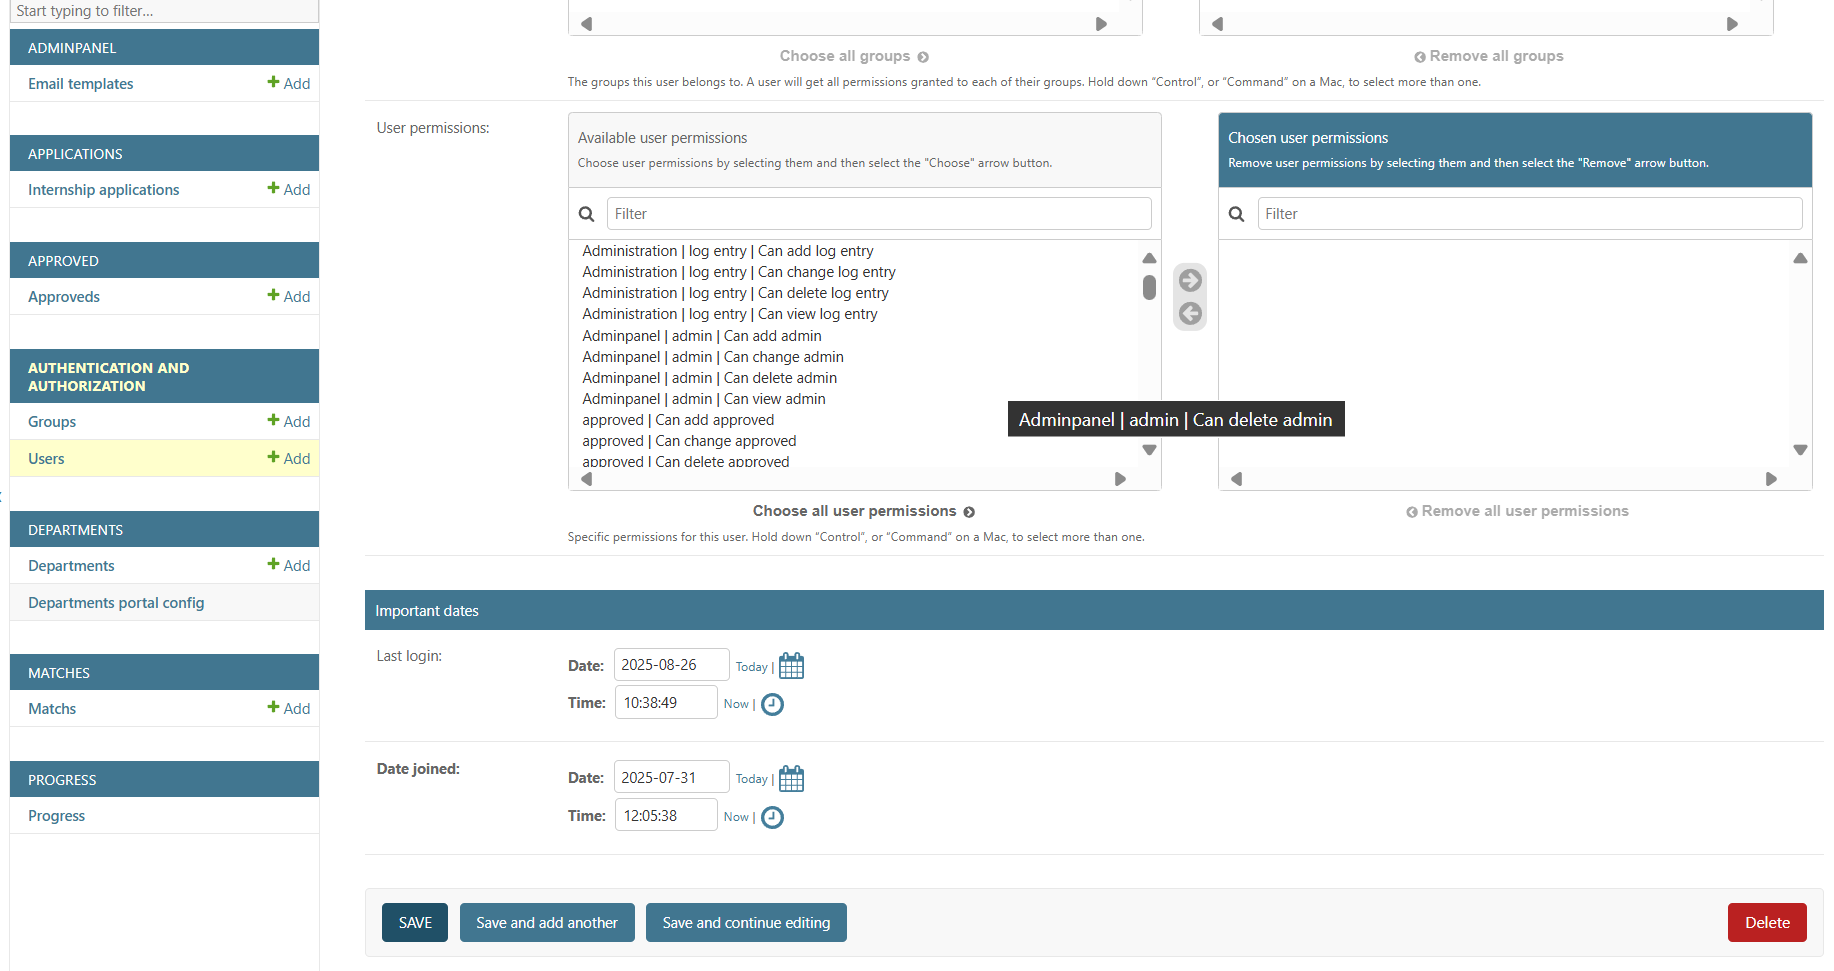 Start typing to filter...
ADMINPANEL
Email templates
Add
APPLICATIONS
Internship applications
Add
APPROVED
Approveds
Add
AUTHENTICATION AND
AUTHORIZATION
Groups
Add
Users
Add
DEPARTMENTS
Departments
Add
Departments portal config
MATCHES
Matchs
Add
PROGRESS
Progress
Choose all groups
Remove all groups
The groups this user belongs to. A user will get all permissions granted to each of their groups. Hold down “Control”, or “Command” on a Mac, to select more than one.
User permissions:
Available user permissions
Choose user permissions by selecting them and then select the "Choose" arrow button.
Filter
Administration | log entry | Can add log entry
Administration | log entry | Can change log entry
Administration | log entry | Can delete log entry
Administration | log entry | Can view log entry
Adminpanel | admin | Can add admin
Adminpanel | admin | Can change admin
Adminpanel | admin | Can delete admin
Adminpanel | admin | Can view admin
approved | Can add approved
approved | Can change approved
approved | Can delete approved
Choose all user permissions
Chosen user permissions
Remove user permissions by selecting them and then select the "Remove" arrow button.
Filter
Adminpanel | admin | Can delete admin
Remove all user permissions
Specific permissions for this user. Hold down “Control”, or “Command” on a Mac, to select more than one.
Important dates
Last login:
Date: 2025-08-26 Today |
Time: 10:38:49 Now |
Date joined:
Date: 2025-07-31 Today |
Time: 12:05:38 Now |
SAVE
Save and add another
Save and continue editing
Delete